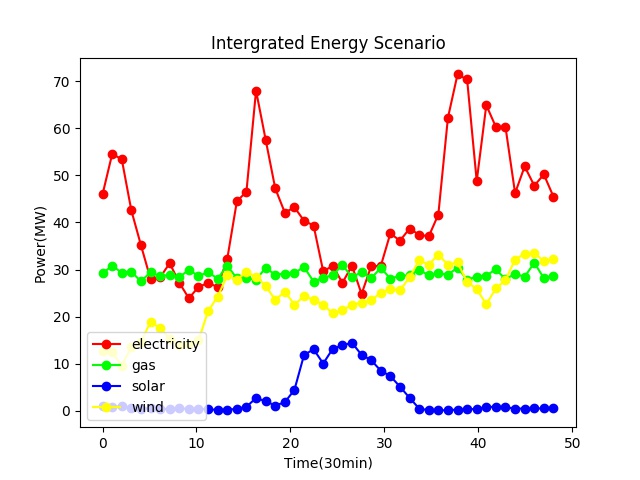 Intergrated Energy Scenario
Power(MW)
70
60
50
40
30
20
10
0
electricity
gas
solar
wind
0 10 20 30 40 50
Time(30min)